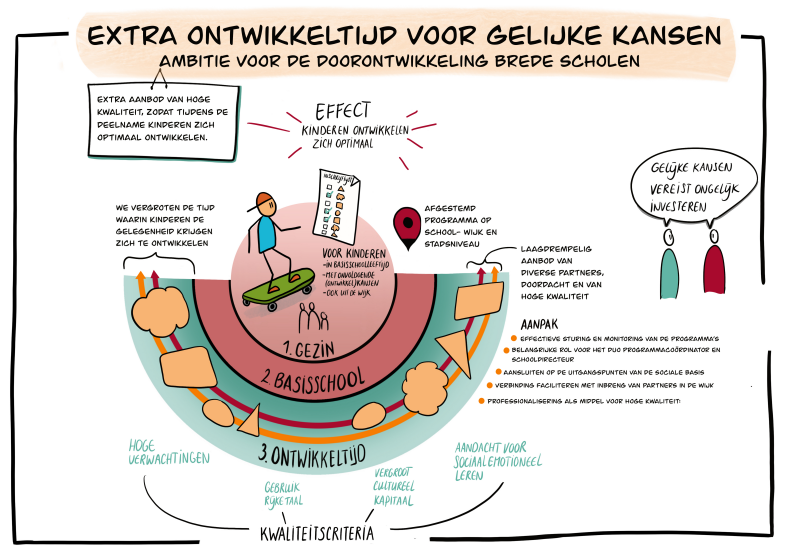 EXTRA ONTWIKKELTIJD VOOR GELIJKE KANSEN
AMBITIE VOOR DE DOORONTWIKKELING BREDE SCHOLEN
EXTRA AANBOD VAN HOGE
KWALITEIT, ZODAT TIJDENS DE
DEELNAME KINDEREN ZICH
OPTIMAAL ONTWIKKELEN.
EFFECT
KINDEREN ONTWIKKELEN
ZICH OPTIMAAL
GELIJKE KANSEN
VEREIST ONGELIJK
INVESTEREN
WE VERGROTEN DE TIJD
WAARIN KINDEREN DE
GELEGENHEID KRIJGEN
ZICH TE ONTWIKKELEN
AFGESTEMD
PROGRAMMA OP
SCHOOL- WIJK EN
STADSNIVEAU
LAAGDREMPELIG
AANBOD VAN
DIVERSE PARTNERS,
DOORDACHT EN VAN
HOGE KWALITEIT
VOOR KINDEREN
-IN BASISSCHOOLLEEFTIJD
-MET ONVOLDOENDE
(ONTWIKKEL)KANSEN
-OOK UIT DE WIJK
1. GEZIN
2. BASISSCHOOL
3. ONTWIKKELTIJD
AANPAK
EFFECTIEVE STURING EN MONITORING VAN DE PROGRAMMA'S
BELANGRIJKE ROL VOOR HET DUO PROGRAMMACOÖRDINATOR EN
SCHOOLDIRECTEUR
AANSLUITEN OP DE UITGANGSPUNTEN VAN DE SOCIALE BASIS
VERBINDING FACILITEREN MET INBRENG VAN PARTNERS IN DE WIJK
PROFESSIONALISERING ALS MIDDEL VOOR HOGE KWALITEIT
HOGE
VERWACHTINGEN
GEBRUIK
RIJKE TAAL
VERGROOT
CULTUREEL
KAPITAAL
AANDACHT VOOR
SOCIAAL EMOTIONEEL
LEREN
KWALITEITSCRITERIA